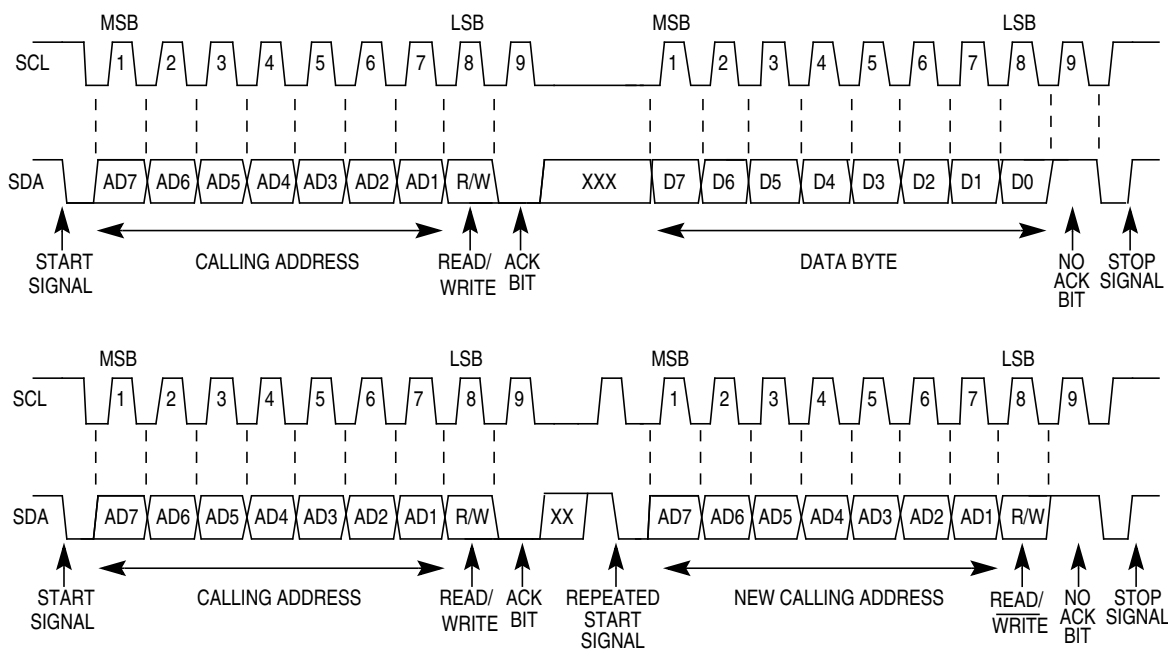 MSB LSB MSB LSB
SCL 1 2 3 4 5 6 7 8 9 1 2 3 4 5 6 7 8 9
SDA AD7 AD6 AD5 AD4 AD3 AD2 AD1 R/W XXX D7 D6 D5 D4 D3 D2 D1 D0
START CALLING ADDRESS READ/ ACK DATA BYTE NO STOP
SIGNAL WRITE BIT ACK SIGNAL
BIT
MSB LSB MSB LSB
SCL 1 2 3 4 5 6 7 8 9 1 2 3 4 5 6 7 8 9
SDA AD7 AD6 AD5 AD4 AD3 AD2 AD1 R/W XX AD7 AD6 AD5 AD4 AD3 AD2 AD1 R/W
START CALLING ADDRESS READ/ ACK REPEATED NEW CALLING ADDRESS READ/ NO STOP
SIGNAL WRITE BIT START WRITE ACK SIGNAL
SIGNAL BIT